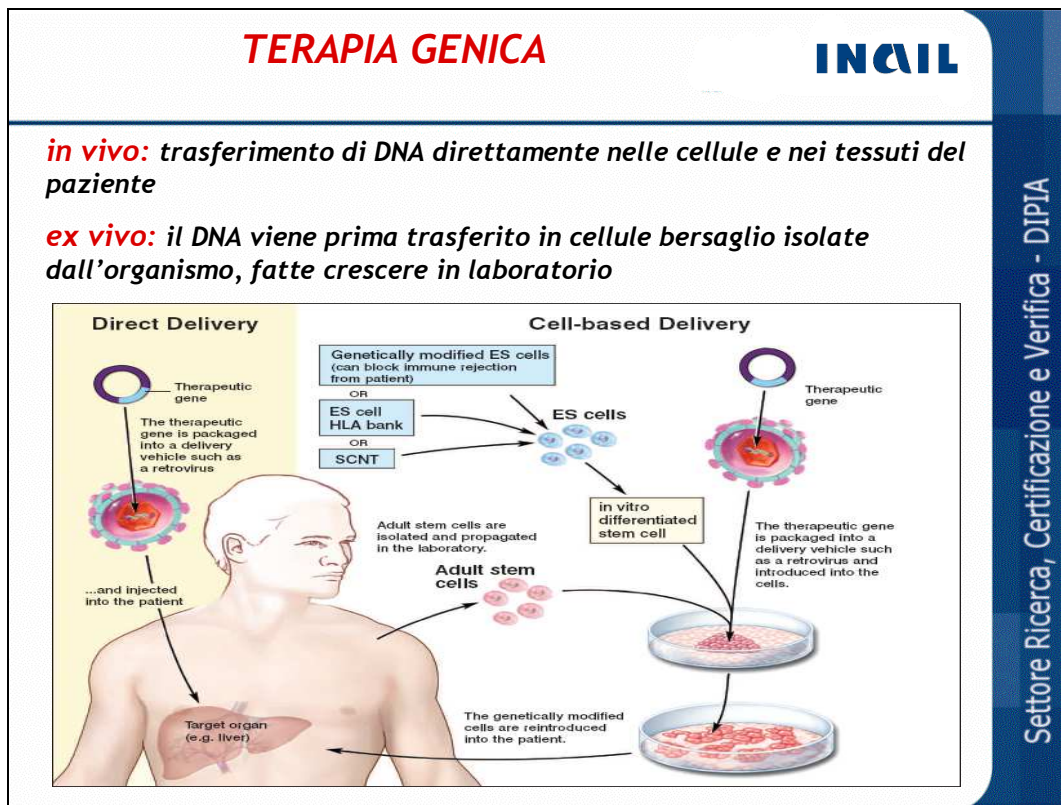 TERAPIA GENICA
INAIL
in vivo: trasferimento di DNA direttamente nelle cellule e nei tessuti del
paziente
ex vivo: il DNA viene prima trasferito in cellule bersaglio isolate
dall'organismo, fatte crescere in laboratorio
Direct Delivery
Therapeutic
gene
The therapeutic
gene is packaged
into a delivery
vehicle such as
a retrovirus
...and injected
into the patient
Target organ
(e.g. liver)
Cell-based Delivery
Genetically modified ES cells
(can block immune rejection
from patient)
OR
ES cell
HLA bank
OR
SCNT
ES cells
in vitro
differentiated
stem cell
Adult stem cells are
isolated and propagated
in the laboratory.
Adult stem
cells
Therapeutic
gene
The therapeutic gene
is packaged into a
delivery vehicle such
as a retrovirus and
introduced into the
cells.
The genetically modified
cells are reintroduced
into the patient.
Settore Ricerca, Certificazione e Verifica - DIPIA